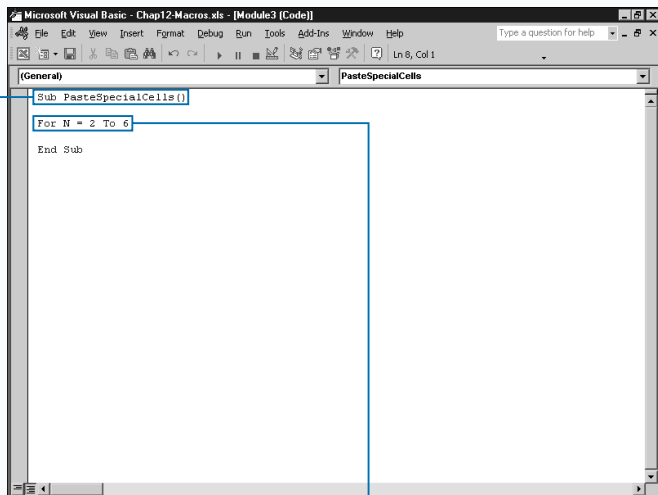 Microsoft Visual Basic - Chap12-Macros.xls - [Module3 (Code)]
File Edit View Insert Format Debug Run Tools Add-Ins Window Help Type a question for help
Ln 8, Col 1
(General) PasteSpecialCells
Sub PasteSpecialCells()
For N = 2 To 6
End Sub